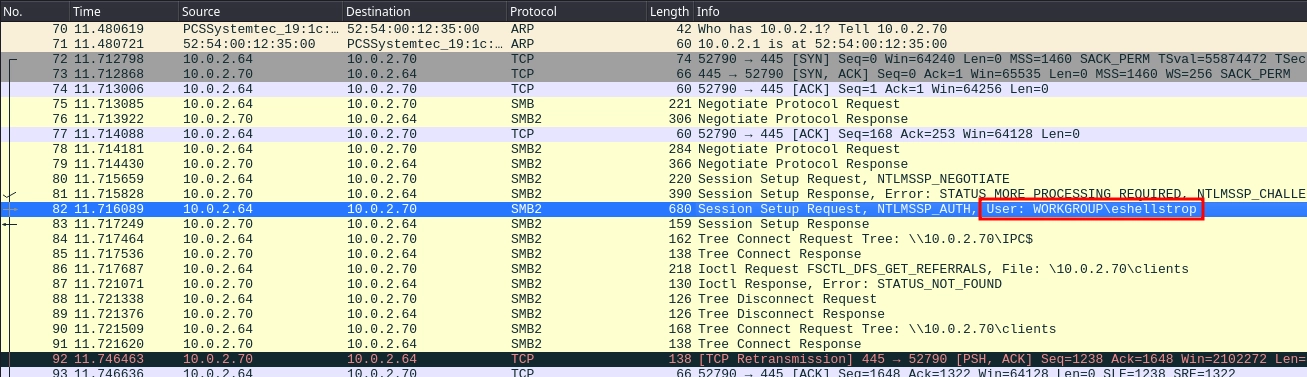 No. Time Source Destination Protocol Length Info
70 11.480619 PCSSystemtec_19:1c:… 52:54:00:12:35:00 ARP 42 Who has 10.0.2.1? Tell 10.0.2.70
71 11.480721 52:54:00:12:35:00 PCSSystemtec_19:1c:… ARP 60 10.0.2.1 is at 52:54:00:12:35:00
72 11.712798 10.0.2.64 10.0.2.70 TCP 74 52790 → 445 [SYN] Seq=0 Win=64240 Len=0 MSS=1460 SACK_PERM TSval=55874472 TSec
73 11.712868 10.0.2.70 10.0.2.64 TCP 66 445 → 52790 [SYN, ACK] Seq=0 Ack=1 Win=65535 Len=0 MSS=1460 WS=256 SACK_PERM
74 11.713006 10.0.2.64 10.0.2.70 TCP 60 52790 → 445 [ACK] Seq=1 Ack=1 Win=64256 Len=0
75 11.713085 10.0.2.64 10.0.2.70 SMB 221 Negotiate Protocol Request
76 11.713922 10.0.2.70 10.0.2.64 SMB2 306 Negotiate Protocol Response
77 11.714088 10.0.2.64 10.0.2.70 TCP 60 52790 → 445 [ACK] Seq=168 Ack=253 Win=64128 Len=0
78 11.714181 10.0.2.64 10.0.2.70 SMB2 284 Negotiate Protocol Request
79 11.714430 10.0.2.70 10.0.2.64 SMB2 366 Negotiate Protocol Response
80 11.715659 10.0.2.64 10.0.2.70 SMB2 220 Session Setup Request, NTLMSSP_NEGOTIATE
81 11.715828 10.0.2.70 10.0.2.64 SMB2 390 Session Setup Response, Error: STATUS_MORE_PROCESSING_REQUIRED, NTLMSSP_CHALLE
82 11.716089 10.0.2.64 10.0.2.70 SMB2 680 Session Setup Request, NTLMSSP_AUTH, User: WORKGROUP\eshellstrop
83 11.717249 10.0.2.70 10.0.2.64 SMB2 159 Session Setup Response
84 11.717464 10.0.2.64 10.0.2.70 SMB2 162 Tree Connect Request Tree: \\10.0.2.70\IPC$
85 11.717536 10.0.2.70 10.0.2.64 SMB2 138 Tree Connect Response
86 11.717687 10.0.2.64 10.0.2.70 SMB2 218 Ioctl Request FSCTL_DFS_GET_REFERRALS, File: \10.0.2.70\clients
87 11.721071 10.0.2.70 10.0.2.64 SMB2 130 Ioctl Response, Error: STATUS_NOT_FOUND
88 11.721338 10.0.2.64 10.0.2.70 SMB2 126 Tree Disconnect Request
89 11.721376 10.0.2.70 10.0.2.64 SMB2 126 Tree Disconnect Response
90 11.721509 10.0.2.64 10.0.2.70 SMB2 168 Tree Connect Request Tree: \\10.0.2.70\clients
91 11.721620 10.0.2.70 10.0.2.64 SMB2 138 Tree Connect Response
92 11.746463 10.0.2.70 10.0.2.64 TCP 138 [TCP Retransmission] 445 → 52790 [PSH, ACK] Seq=1238 Ack=1648 Win=2102272 Len=
93 11.746636 10.0.2.64 10.0.2.70 TCP 66 52790 → 445 [ACK] Seq=1648 Ack=1322 Win=64128 Len=0 SLE=1238 SRE=1322